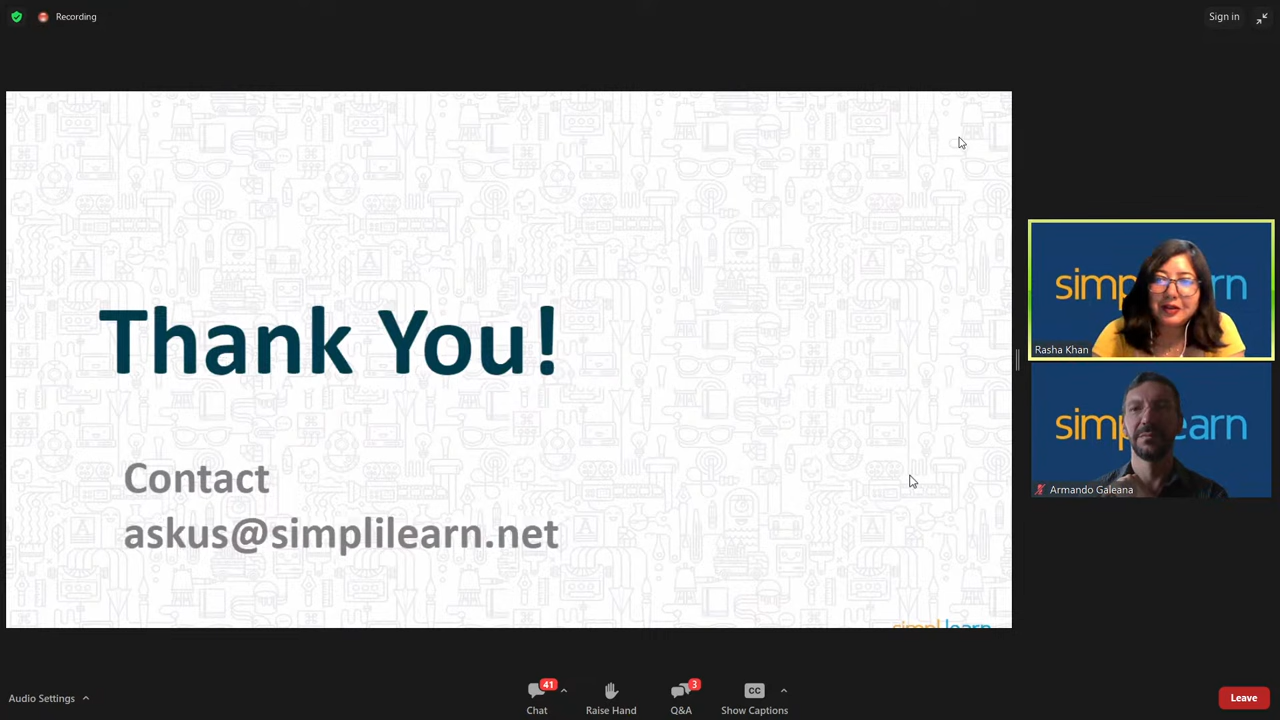 Recording
Sign in
Thank You!
Contact
askus@simplilearn.net
simplilearn
Rasha Khan
Armando Galeana
Audio Settings
41
Chat
Raise Hand
3
Q&A
CC
Show Captions
Leave